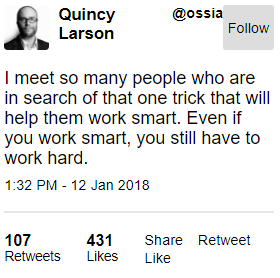 Quincy Larson @ossia Follow
I meet so many people who are
in search of that one trick that will
help them work smart. Even if
you work smart, you still have to
work hard.
1:32 PM - 12 Jan 2018
107 Retweets 431 Likes Share Retweet Like